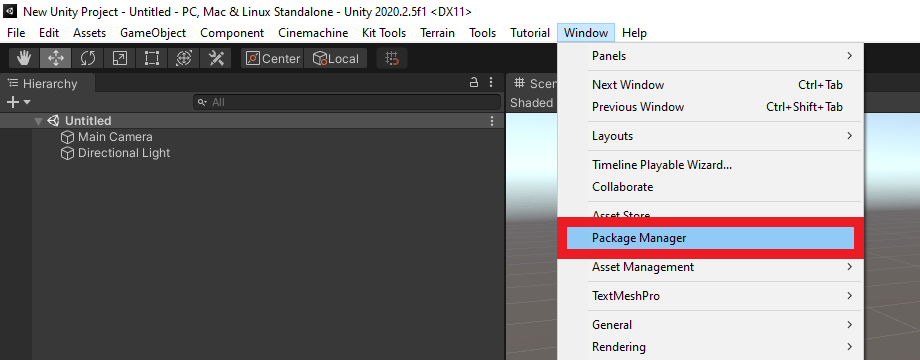 New Unity Project - Untitled - PC, Mac & Linux Standalone - Unity 2020.2.5f1 <DX11>
File Edit Assets GameObject Component Cinemachine Kit Tools Terrain Tools Tutorial Window Help
Center Local
Hierarchy
All
Untitled
Main Camera
Directional Light
Scen
Shaded
Panels
Next Window Ctrl+Tab
Previous Window Ctrl+Shift+Tab
Layouts
Timeline Playable Wizard...
Collaborate
Asset Store
Package Manager
Asset Management
TextMeshPro
General
Rendering